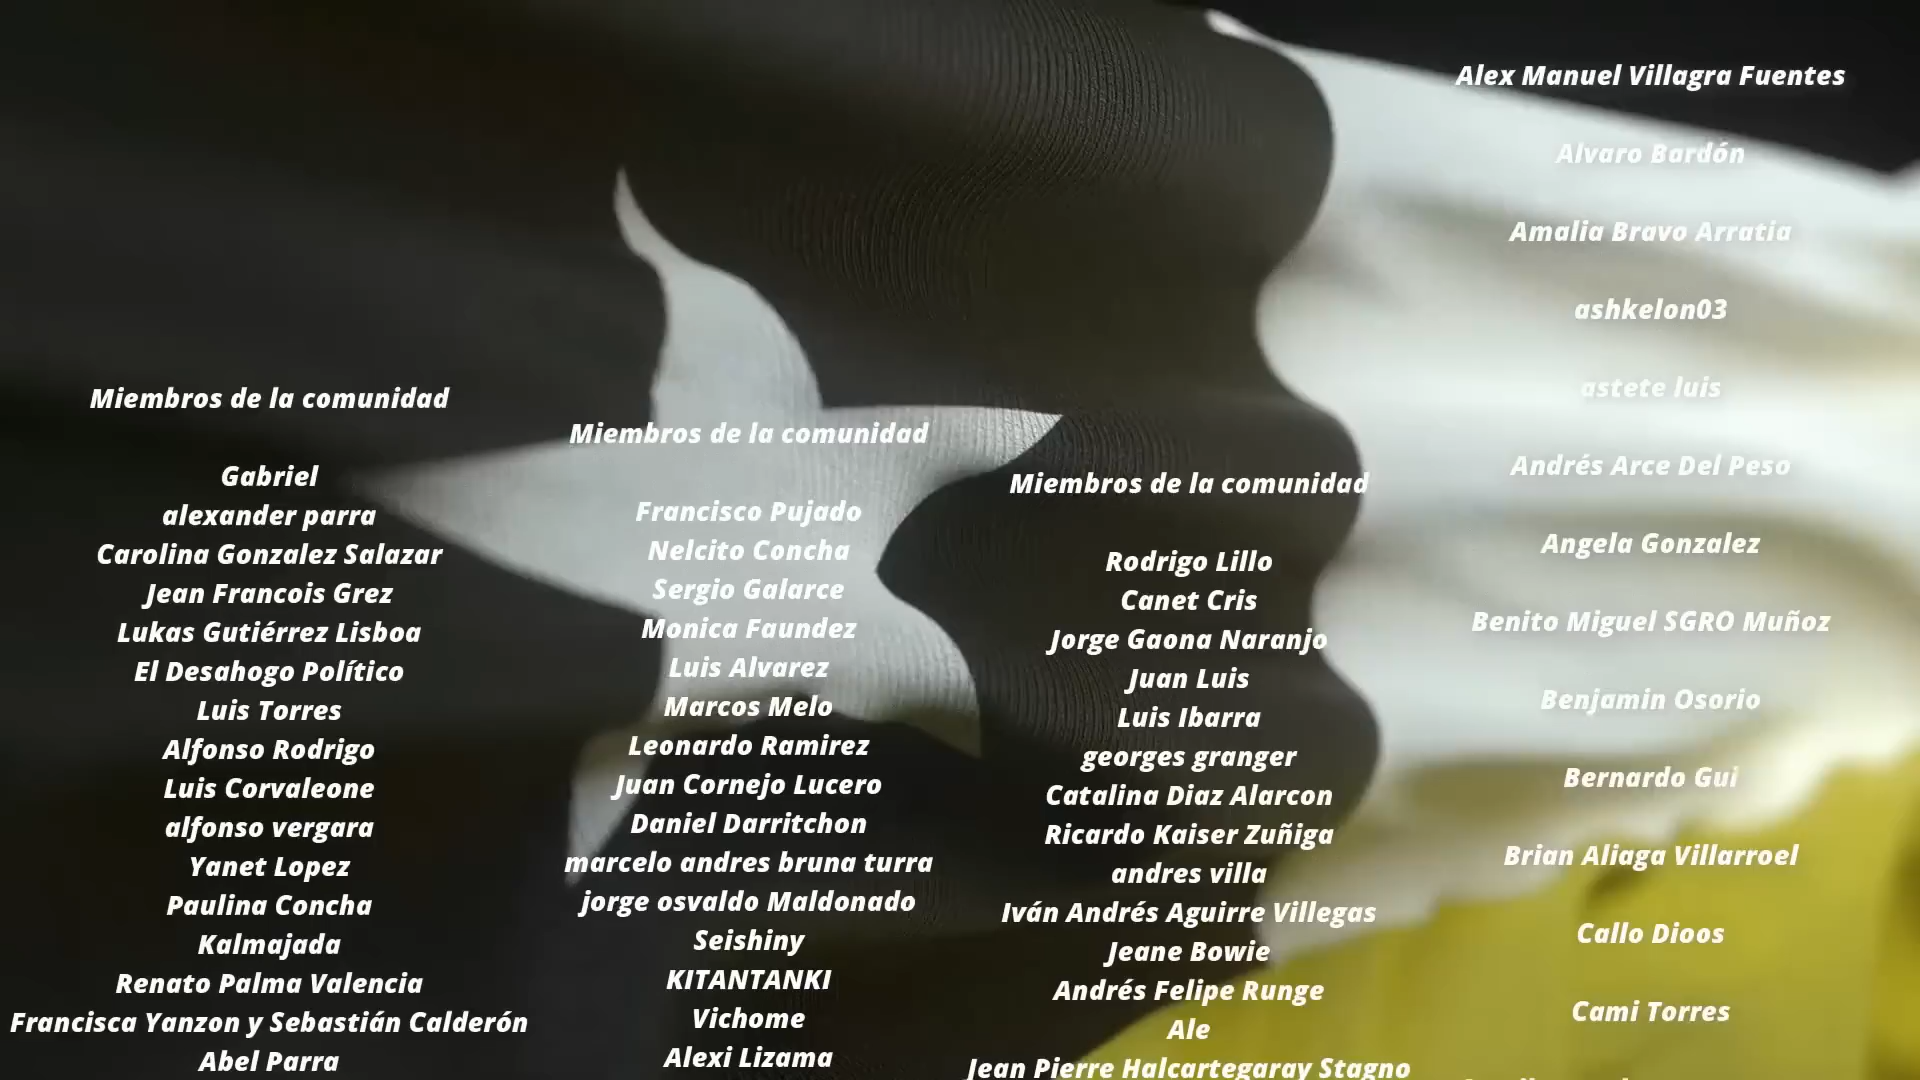 Miembros de la comunidad
Gabriel
alexander parra
Carolina Gonzalez Salazar
Jean Francois Grez
Lukas Gutiérrez Lisboa
El Desahogo Político
Luis Torres
Alfonso Rodrigo
Luis Corvaleone
alfonso vergara
Yanet Lopez
Paulina Concha
Kalmajada
Renato Palma Valencia
Francisca Yanzon y Sebastián Calderón
Abel Parra
Miembros de la comunidad
Francisco Pujado
Nelcito Concha
Sergio Galarce
Monica Faundez
Luis Alvarez
Marcos Melo
Leonardo Ramirez
Juan Cornejo Lucero
Daniel Darritchon
marcelo andres bruna turra
jorge osvaldo Maldonado
Seishiny
KITANTANKI
Vichome
Alexi Lizama
Miembros de la comunidad
Rodrigo Lillo
Canet Cris
Jorge Gaona Naranjo
Juan Luis
Luis Ibarra
georges granger
Catalina Diaz Alarcon
Ricardo Kaiser Zuñiga
andres villa
Iván Andrés Aguirre Villegas
Jeane Bowie
Andrés Felipe Runge
Ale
Jean Pierre Halcartegaray Stagno
Alex Manuel Villagra Fuentes
Alvaro Bardón
Amalia Bravo Arratia
ashkelon03
astete luis
Andrés Arce Del Peso
Angela Gonzalez
Benito Miguel SGRO Muñoz
Benjamin Osorio
Bernardo Gui
Brian Aliaga Villarroel
Callo Dioos
Cami Torres